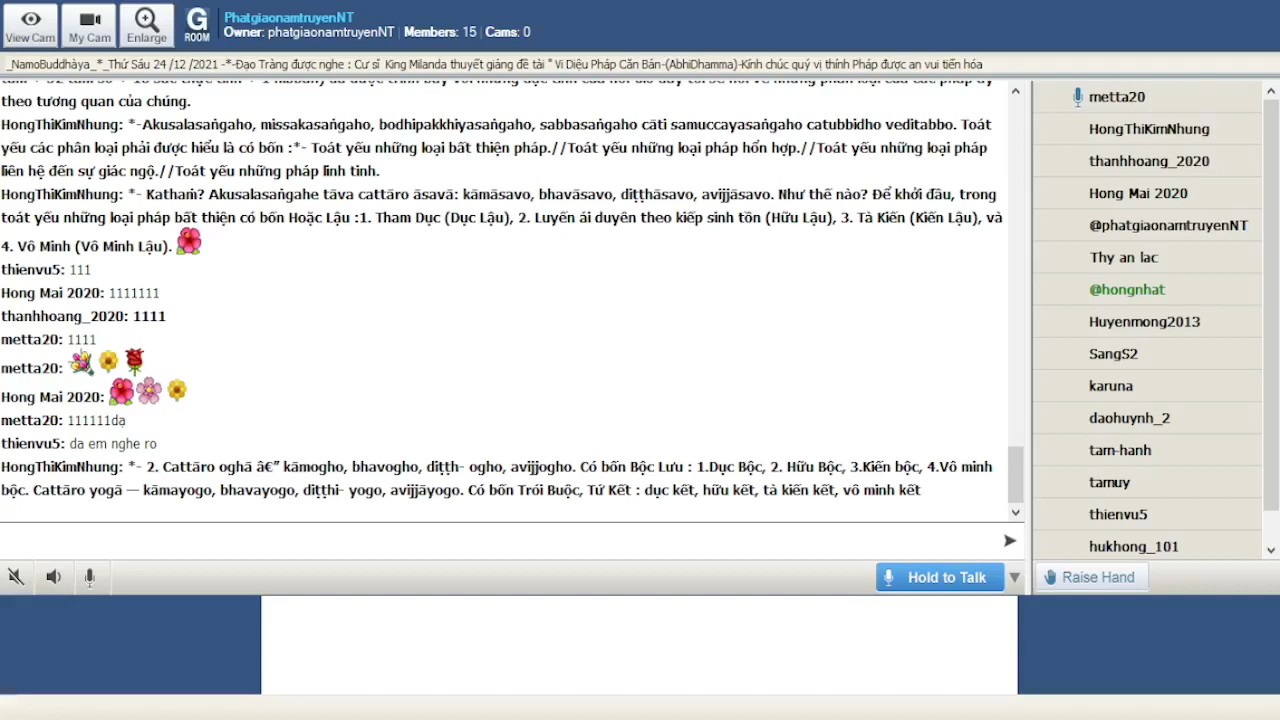 View Cam
My Cam
Enlarge
G
ROOM
PhatgiaonamtruyenNT
Owner: phatgiaonamtruyenNT | Members: 15 | Cams: 0
_NamoBuddhàya_*_Thứ Sáu 24 /12 /2021 -*-Đạo Tràng được nghe : Cư sĩ King Milanda thuyết giảng đề tài " Vi Diệu Pháp Căn Bản-(AbhiDhamma)-Kính chúc quý vị thính Pháp được an vui tiến hóa
theo tương quan của chúng.
HongThiKimNhung: *-Akusalasaṅgaho, missakasaṅgaho, bodhipakkhiyasaṅgaho, sabbasaṅgaho cāti samuccayasaṅgaho catubbidho veditabbo. Toát
yếu các phân loại phải được hiểu là có bốn :*- Toát yếu những loại bất thiện pháp.//Toát yếu những loại pháp hổn hợp.//Toát yếu những loại pháp
liên hệ đến sự giác ngộ.//Toát yếu những pháp linh tinh.
HongThiKimNhung: *- Kathaṁ? Akusalasaṅgahe tāva cattāro āsavā: kāmāsavo, bhavāsavo, diṭṭhāsavo, avijjāsavo. Như thế nào? Để khởi đầu, trong
toát yếu những loại pháp bất thiện có bốn Hoặc Lậu :1. Tham Dục (Dục Lậu), 2. Luyến ái duyên theo kiếp sinh tồn (Hữu Lậu), 3. Tà Kiến (Kiến Lậu), và
4. Vô Minh (Vô Minh Lậu).
thienvu5: 111
Hong Mai 2020: 1111111
thanhhoang_2020: 1111
metta20: 1111
metta20:
Hong Mai 2020:
metta20: 111111dạ
thienvu5: da em nghe ro
HongThiKimNhung: *- 2. Cattāro oghā â€” kāmogho, bhavogho, diṭṭh- ogho, avijjogho. Có bốn Bộc Lưu : 1.Dục Bộc, 2. Hữu Bộc, 3.Kiến bộc, 4.Vô minh
bộc. Cattāro yogā — kāmayogo, bhavayogo, diṭṭhi- yogo, avijjāyogo. Có bốn Trói Buộc, Tứ Kết : dục kết, hữu kết, tà kiến kết, vô minh kết
metta20
HongThiKimNhung
thanhhoang_2020
Hong Mai 2020
@phatgiaonamtruyenNT
Thy an lac
@hongnhat
Huyenmong2013
SangS2
karuna
daohuynh_2
tam-hanh
tamuy
thienvu5
hukhong_101
Hold to Talk
Raise Hand